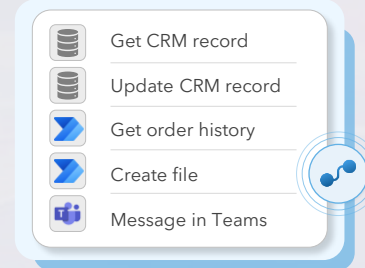 Get CRM record
Update CRM record
Get order history
Create file
Message in Teams